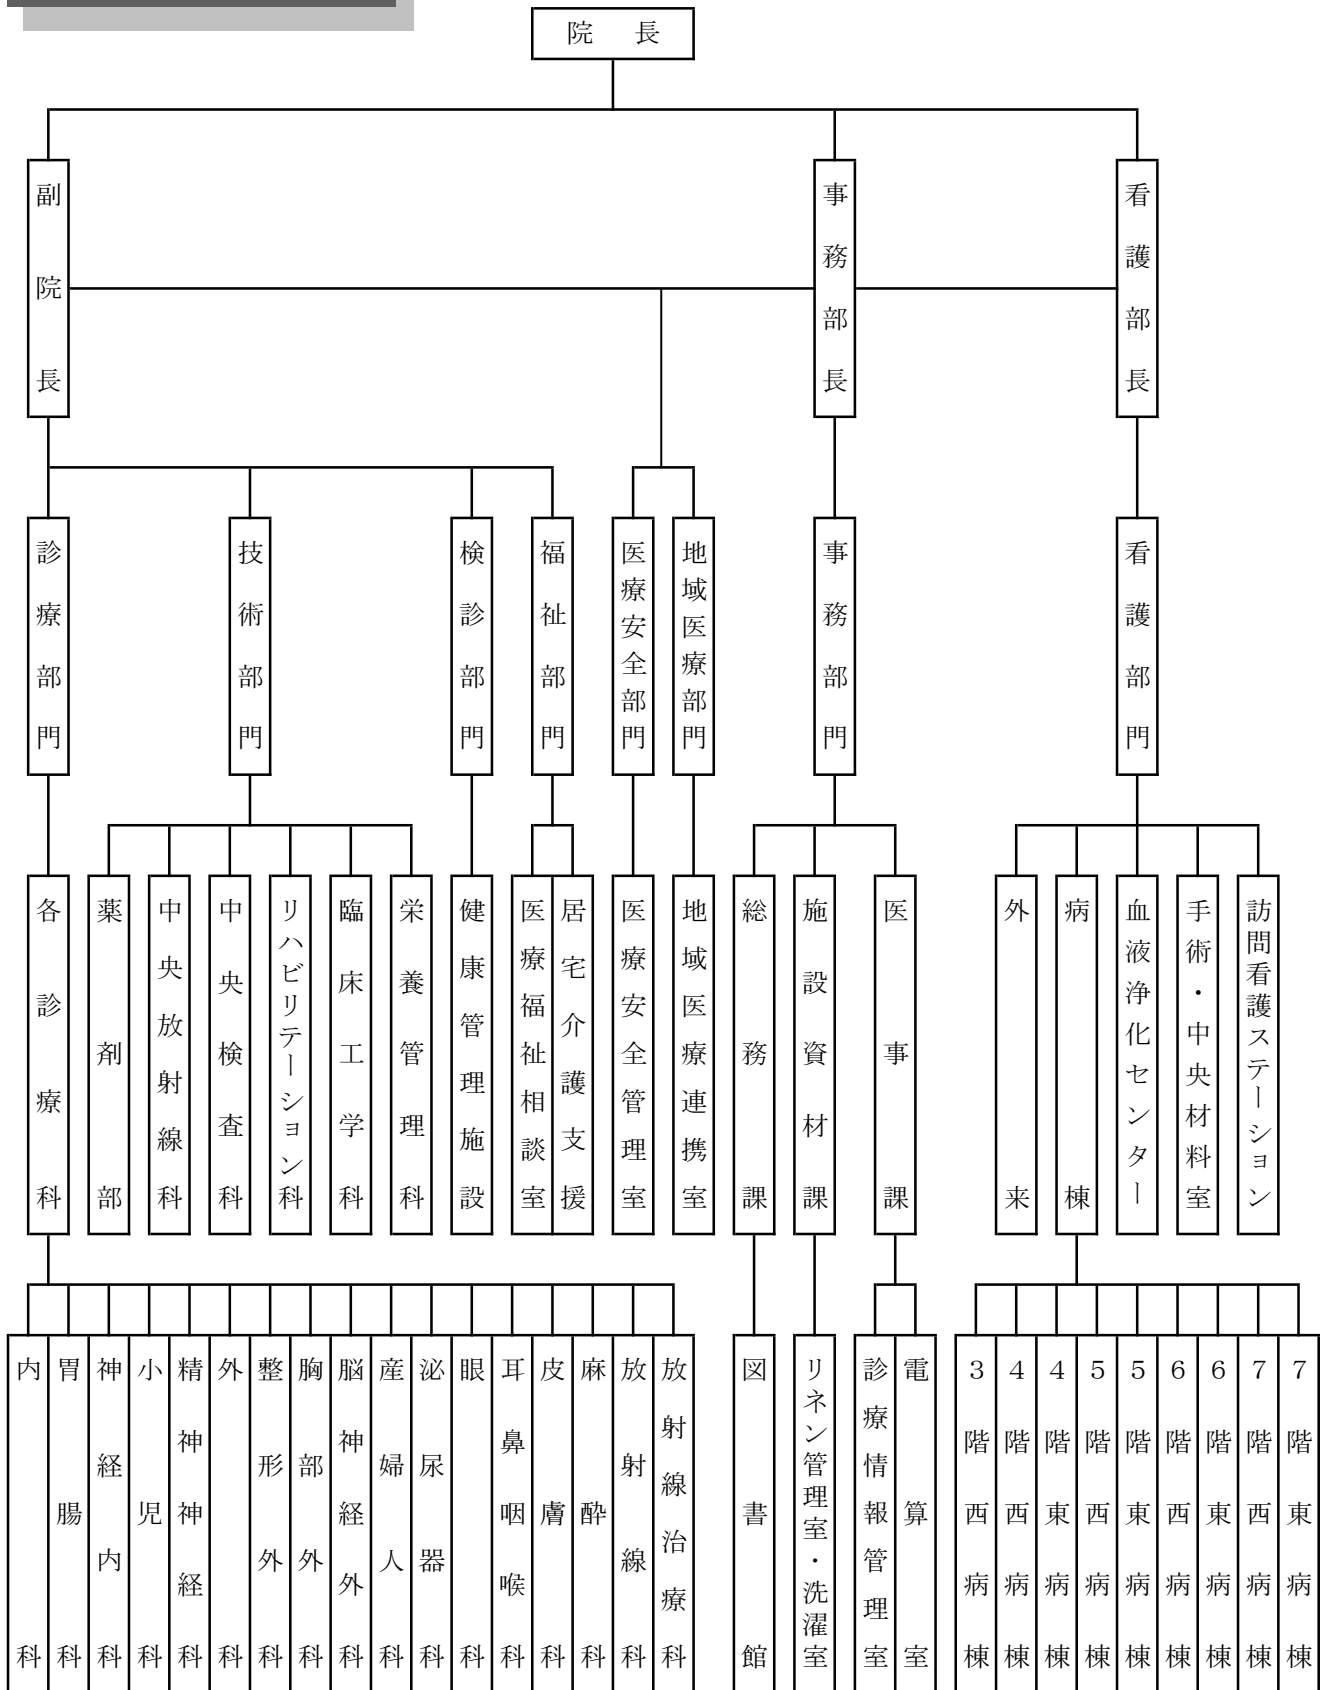 院長
副院長
事務部長
看護部長
診療部門
技術部門
検診部門
福祉部門
医療安全部門
地域医療部門
事務部門
看護部門
各診療科
薬剤部
中央放射線科
中央検査科
リハビリテーション科
臨床工学科
栄養管理科
健康管理施設
医療福祉相談室
居宅介護支援
医療安全管理室
地域医療連携室
総務課
施設資材課
医事課
外来
病棟
血液浄化センター
手術・中央材料室
訪問看護ステーション
内科
胃腸科
神経内科
小児科
精神神経科
外科
整形外科
胸部外科
脳神経外科
産婦人科
泌尿器科
眼科
耳鼻咽喉科
皮膚科
麻酔科
放射線科
放射線治療科
図書館
リネン管理室・洗濯室
診療情報管理室
電算室
3階西病棟
4階西病棟
4階東病棟
5階西病棟
5階東病棟
6階西病棟
6階東病棟
7階西病棟
7階東病棟